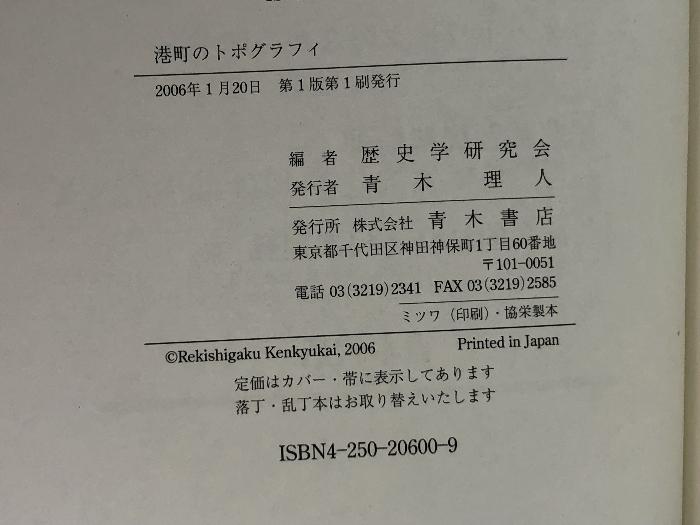 港町のトポグラフィ
2006年1月20日 第1版第1刷発行
編者 歴史学研究会
発行者 青木理人
発行所 株式会社 青木書店
東京都千代田区神田神保町1丁目60番地
〒101-0051
電話 03(3219)2341 FAX 03(3219)2585
ミツワ（印刷）・協栄製本
©Rekishigaku Kenkyukai, 2006 Printed in Japan
定価はカバー・帯に表示してあります
落丁・乱丁本はお取り替えいたします
ISBN4-250-20600-9